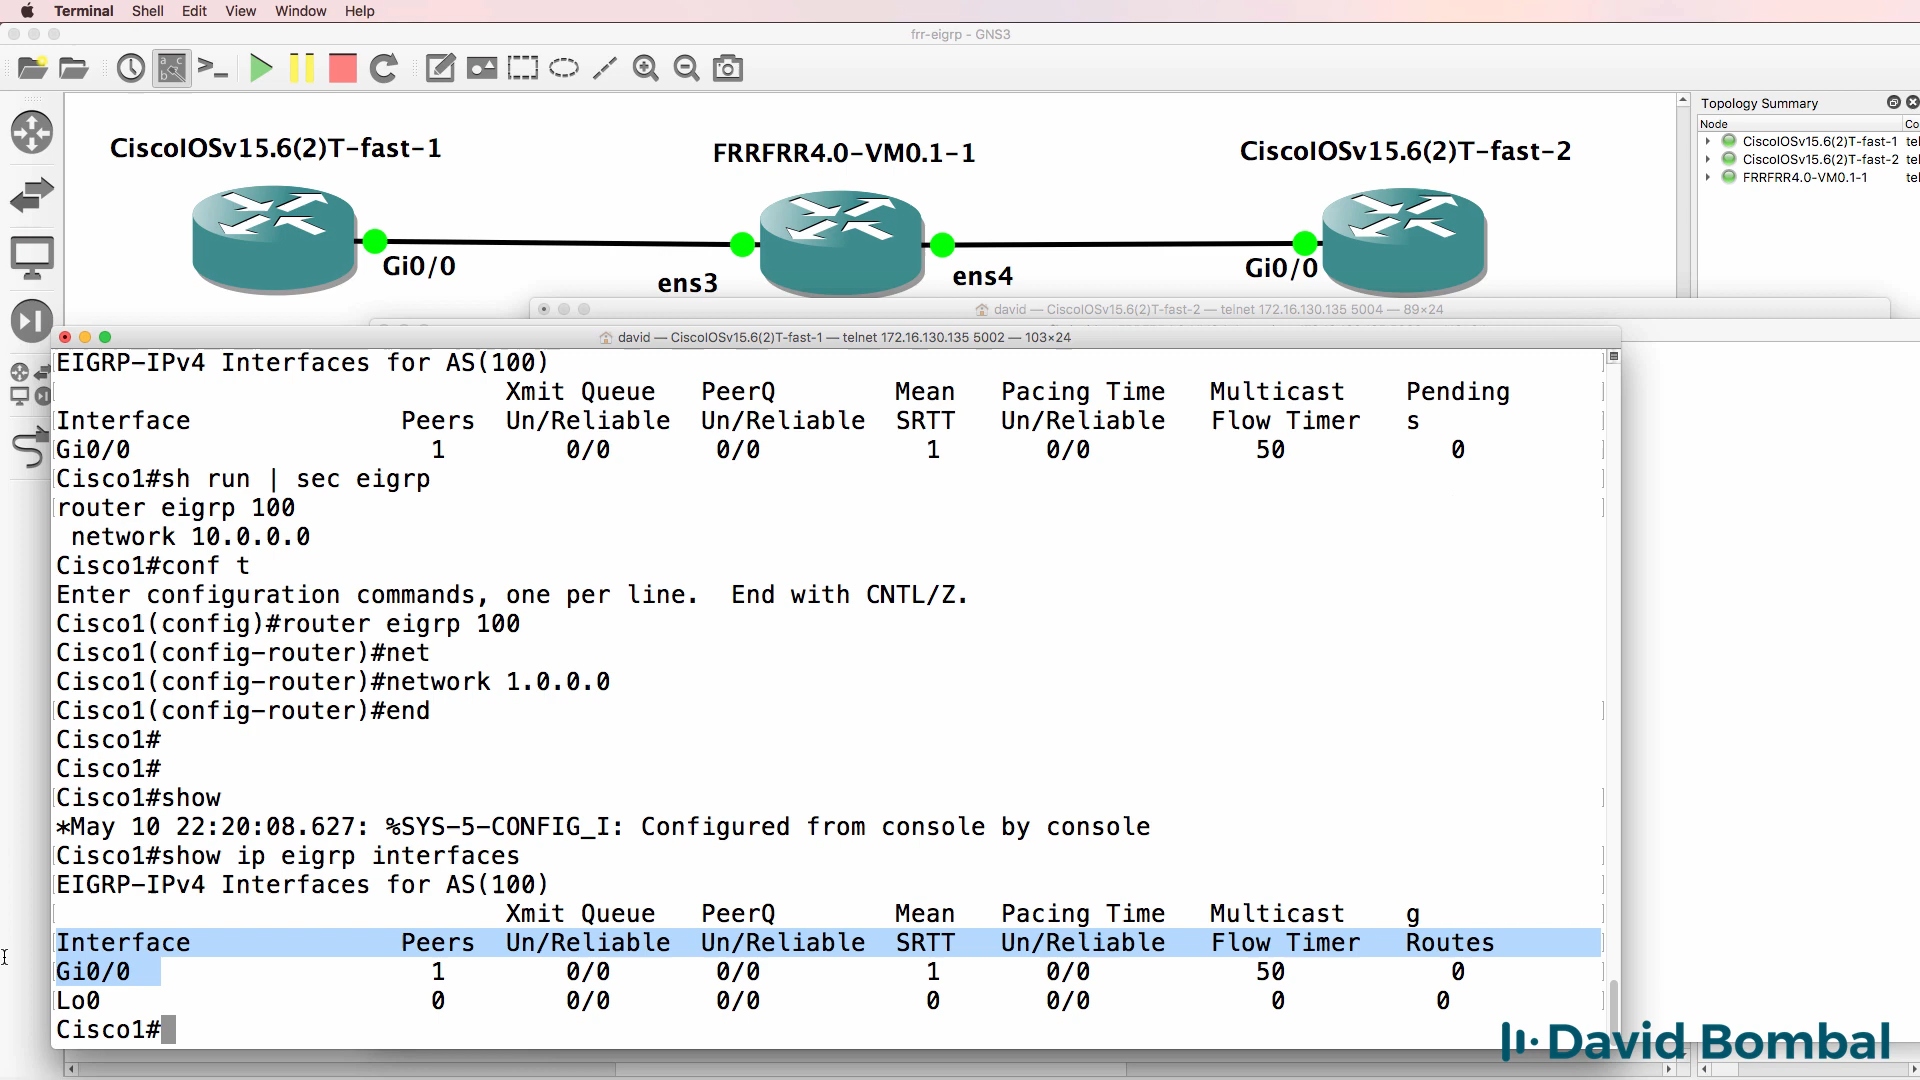 Terminal Shell Edit View Window Help
frr-eigrp - GNS3
Topology Summary
Node Co
CiscoIOSv15.6(2)T-fast-1 tel
CiscoIOSv15.6(2)T-fast-2 tel
FRRFRR4.0-VM0.1-1 tel
CiscoIOSv15.6(2)T-fast-1
FRRFRR4.0-VM0.1-1
CiscoIOSv15.6(2)T-fast-2
Gi0/0
ens3
ens4
Gi0/0
david — CiscoIOSv15.6(2)T-fast-2 — telnet 172.16.130.135 5004 — 89×24
david — CiscoIOSv15.6(2)T-fast-1 — telnet 172.16.130.135 5002 — 103×24
EIGRP-IPv4 Interfaces for AS(100)
Xmit Queue PeerQ Mean Pacing Time Multicast Pending
Interface Peers Un/Reliable Un/Reliable SRTT Un/Reliable Flow Timer s
Gi0/0 1 0/0 0/0 1 0/0 50 0
Cisco1#sh run | sec eigrp
router eigrp 100
network 10.0.0.0
Cisco1#conf t
Enter configuration commands, one per line. End with CNTL/Z.
Cisco1(config)#router eigrp 100
Cisco1(config-router)#net
Cisco1(config-router)#network 1.0.0.0
Cisco1(config-router)#end
Cisco1#
Cisco1#
Cisco1#show
*May 10 22:20:08.627: %SYS-5-CONFIG_I: Configured from console by console
Cisco1#show ip eigrp interfaces
EIGRP-IPv4 Interfaces for AS(100)
Xmit Queue PeerQ Mean Pacing Time Multicast g
Interface Peers Un/Reliable Un/Reliable SRTT Un/Reliable Flow Timer Routes
Gi0/0 1 0/0 0/0 1 0/0 50 0
Lo0 0 0/0 0/0 0 0/0 0 0
Cisco1#
David Bombal